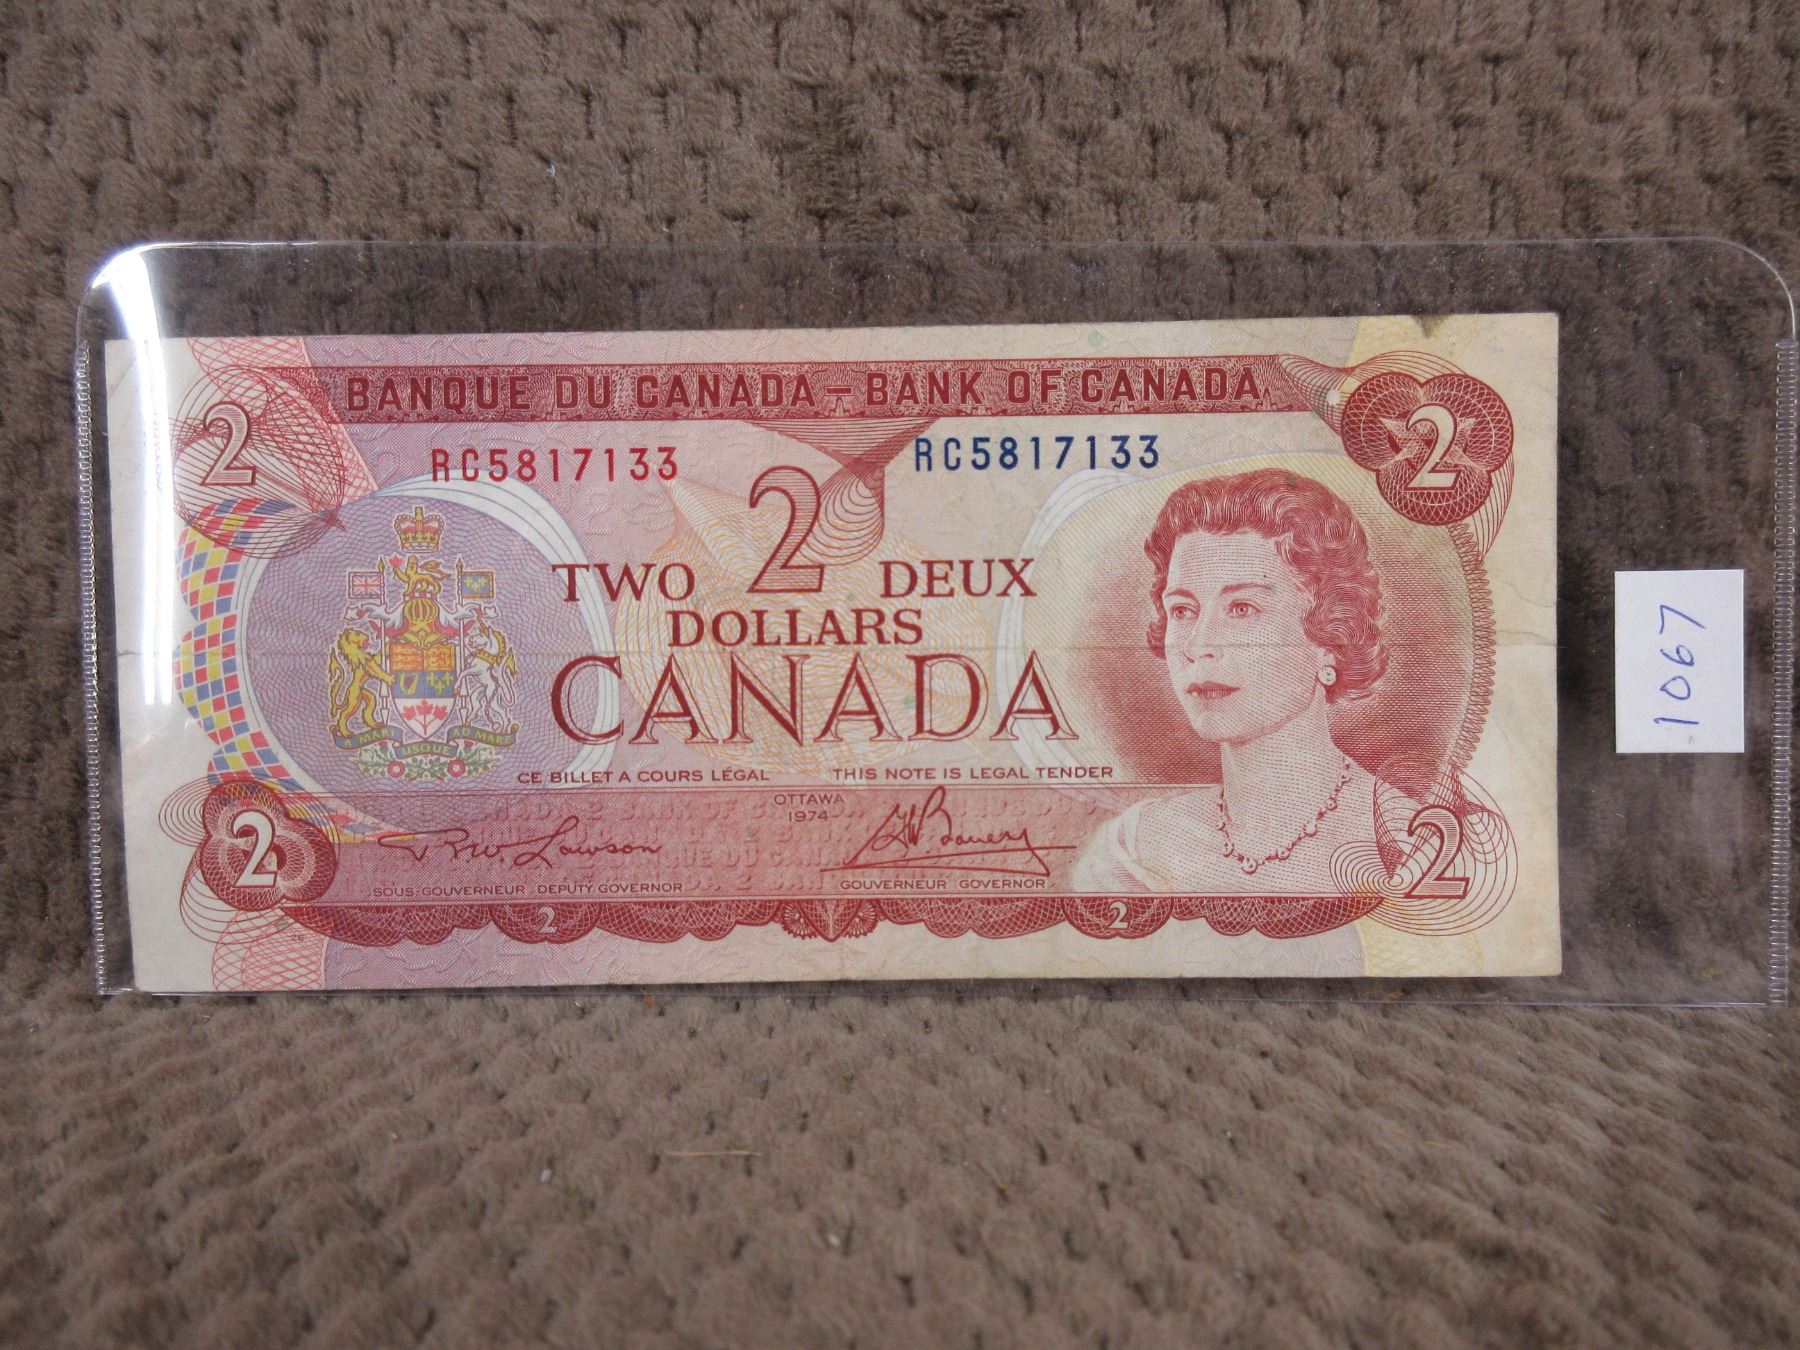 BANQUE DU CANADA — BANK OF CANADA
2 2
RC5817133 RC5817133
2
TWO DEUX
DOLLARS
CANADA
A MARI USQUE AD MARE
CE BILLET A COURS LÉGAL THIS NOTE IS LEGAL TENDER
OTTAWA
1974
R.W. Lawson G.K. Bouey
SOUS-GOUVERNEUR DEPUTY GOVERNOR GOUVERNEUR GOVERNOR
2 2
2 2
1067